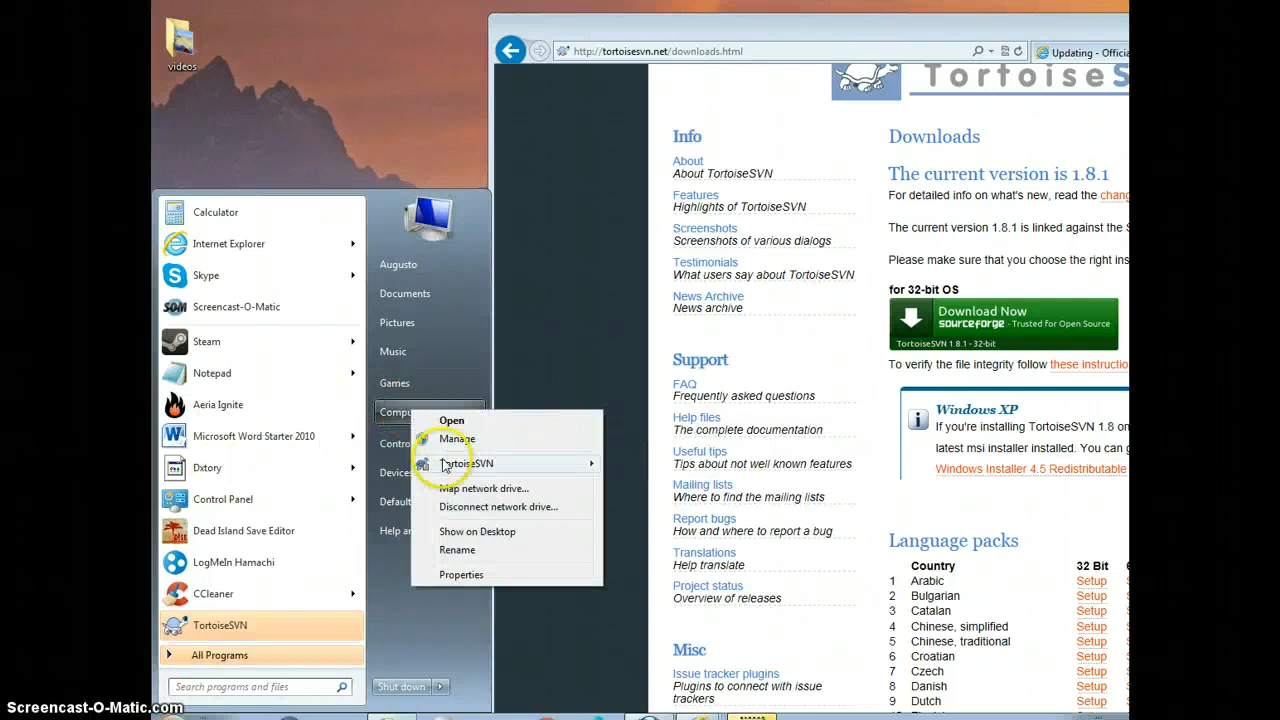 videos
Calculator
Internet Explorer
Skype
Screencast-O-Matic
Steam
Notepad
Aeria Ignite
Microsoft Word Starter 2010
Dxtory
Control Panel
Dead Island Save Editor
LogMeIn Hamachi
CCleaner
TortoiseSVN
All Programs
Search programs and files
Augusto
Documents
Pictures
Music
Games
Compu
Contro
Devices
Default
Help an
Shut down
Open
Manage
TortoiseSVN
Map network drive...
Disconnect network drive...
Show on Desktop
Rename
Properties
http://tortoisesvn.net/downloads.html
Updating - Officia
TortoiseS
Info
About
About TortoiseSVN
Features
Highlights of TortoiseSVN
Screenshots
Screenshots of various dialogs
Testimonials
What users say about TortoiseSVN
News Archive
News archive
Support
FAQ
Frequently asked questions
Help files
The complete documentation
Useful tips
Tips about not well known features
Mailing lists
Where to find the mailing lists
Report bugs
How and where to report a bug
Translations
Help translate
Project status
Overview of releases
Misc
Issue tracker plugins
Plugins to connect with issue
trackers
Downloads
The current version is 1.8.1
For detailed info on what's new, read the chang
The current version 1.8.1 is linked against the S
Please make sure that you choose the right ins
for 32-bit OS
Download Now
sourceforge - Trusted for Open Source
TortoiseSVN 1.8.1 - 32-bit
To verify the file integrity follow these instructio
Windows XP
If you're installing TortoiseSVN 1.8 on
latest msi installer installed. You can g
Windows Installer 4.5 Redistributable
Language packs
Country 32 Bit 6
1 Arabic Setup
2 Bulgarian Setup
3 Catalan Setup
4 Chinese, simplified Setup
5 Chinese, traditional Setup
6 Croatian Setup
7 Czech Setup
8 Danish Setup
9 Dutch Setup
Screencast-O-Matic.com